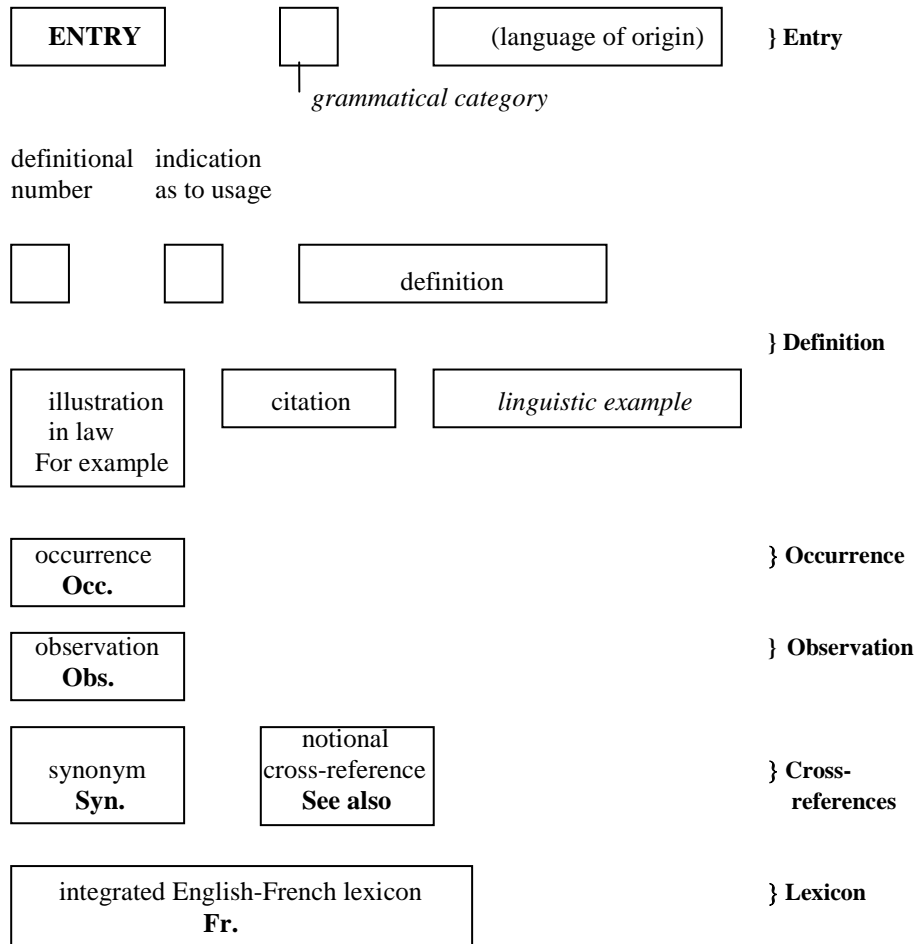 ENTRY (language of origin) } Entry
grammatical category
definitional indication
number as to usage
definition
} Definition
illustration citation linguistic example
in law
For example
occurrence } Occurrence
Occ.
observation } Observation
Obs.
notional
synonym cross-reference } Cross-
Syn. See also references
integrated English-French lexicon } Lexicon
Fr.